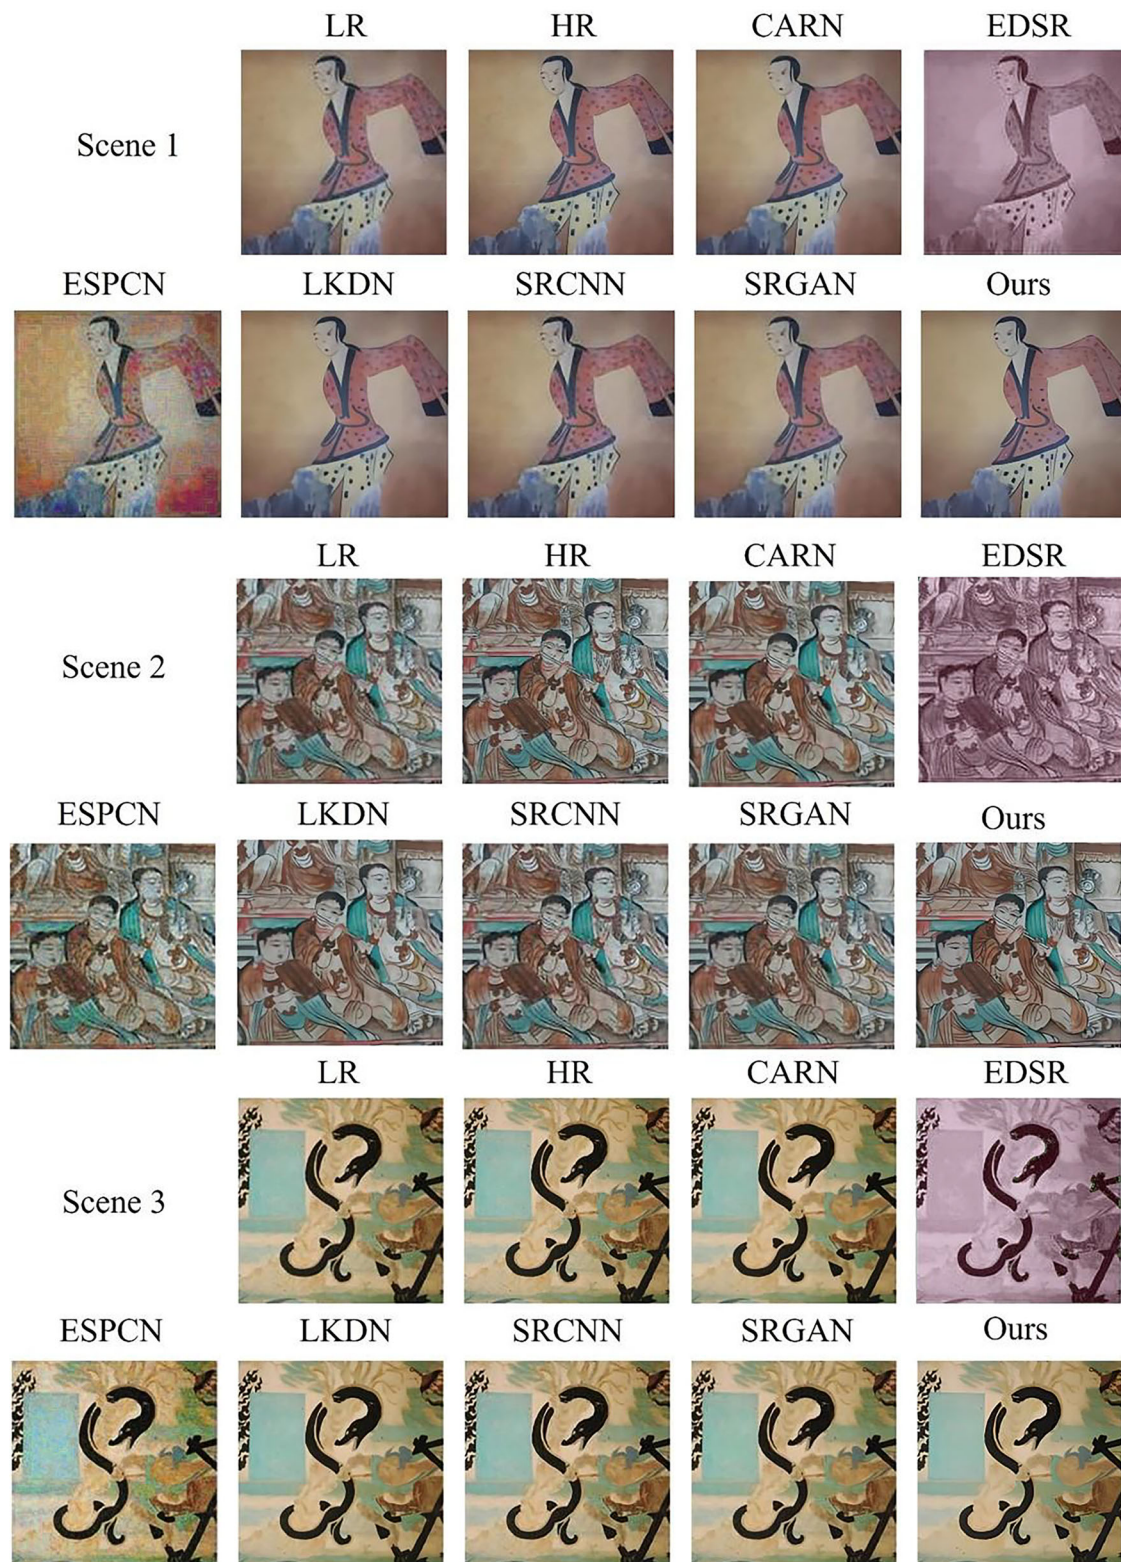 LR HR CARN EDSR
Scene 1
ESPCN LKDN SRCNN SRGAN Ours
LR HR CARN EDSR
Scene 2
ESPCN LKDN SRCNN SRGAN Ours
LR HR CARN EDSR
Scene 3
ESPCN LKDN SRCNN SRGAN Ours